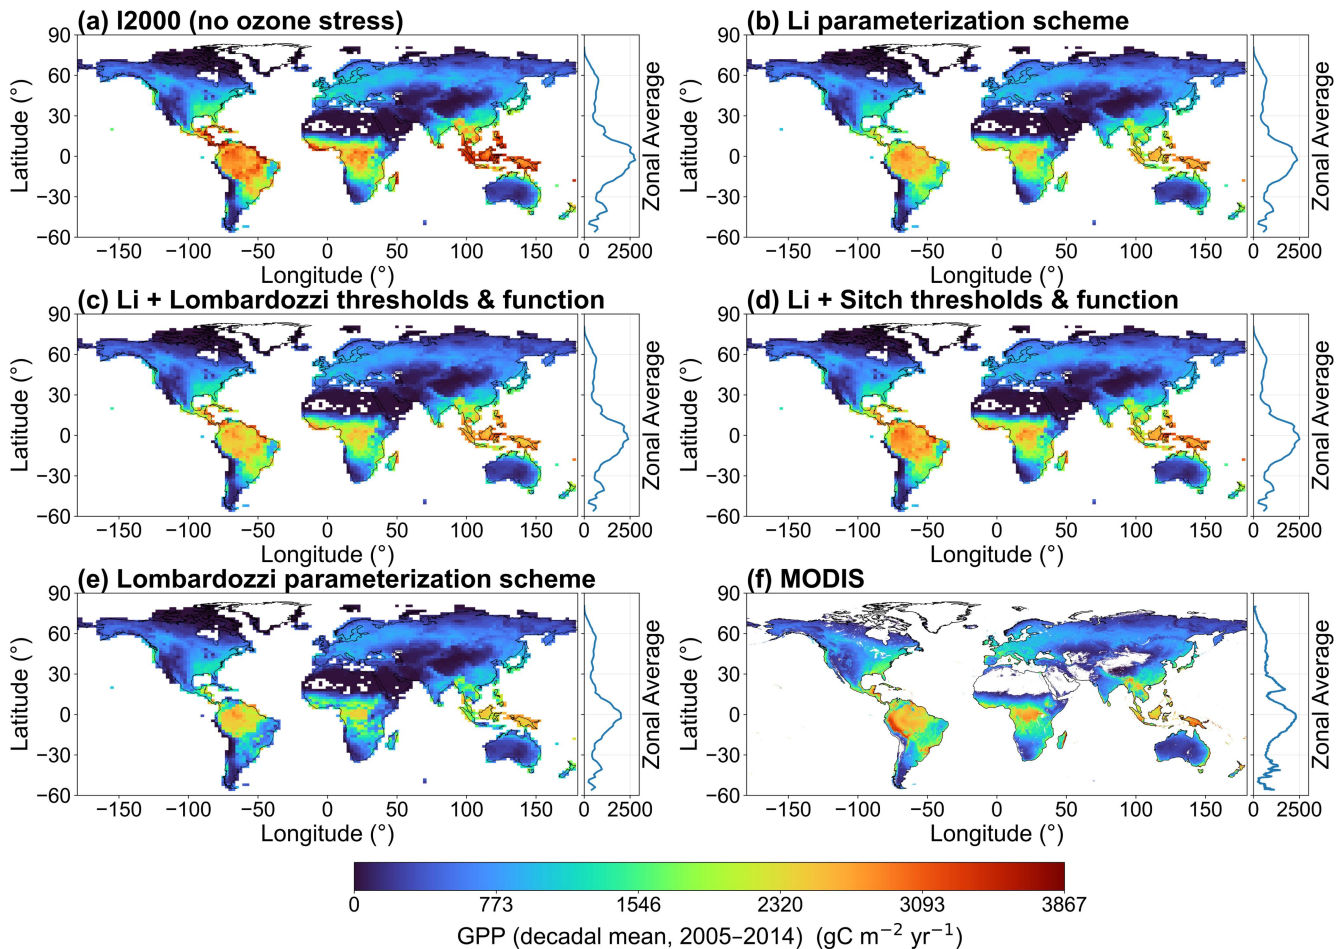 (a) I2000 (no ozone stress)
90
60
30
0
−30
−60
Latitude (°)
−150 −100 −50 0 50 100 150
Longitude (°)
0 2500
Zonal Average
(b) Li parameterization scheme
90
60
30
0
−30
−60
Latitude (°)
−150 −100 −50 0 50 100 150
Longitude (°)
0 2500
Zonal Average
(c) Li + Lombardozzi thresholds & function
90
60
30
0
−30
−60
Latitude (°)
−150 −100 −50 0 50 100 150
Longitude (°)
0 2500
Zonal Average
(d) Li + Sitch thresholds & function
90
60
30
0
−30
−60
Latitude (°)
−150 −100 −50 0 50 100 150
Longitude (°)
0 2500
Zonal Average
(e) Lombardozzi parameterization scheme
90
60
30
0
−30
−60
Latitude (°)
−150 −100 −50 0 50 100 150
Longitude (°)
0 2500
Zonal Average
(f) MODIS
90
60
30
0
−30
−60
Latitude (°)
−150 −100 −50 0 50 100 150
Longitude (°)
0 2500
Zonal Average
0 773 1546 2320 3093 3867
GPP (decadal mean, 2005–2014) (gC m⁻² yr⁻¹)